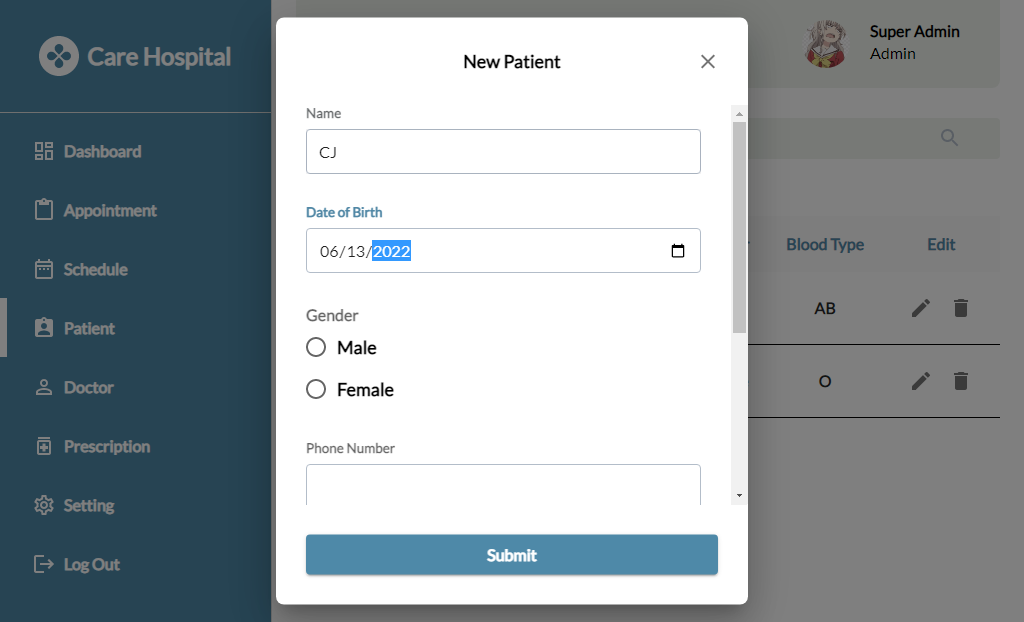 Care Hospital
Dashboard
Appointment
Schedule
Patient
Doctor
Prescription
Setting
Log Out
New Patient
Name
CJ
Date of Birth
06/13/2022
Gender
Male
Female
Phone Number
Submit
Super Admin
Admin
Blood Type Edit
AB
O